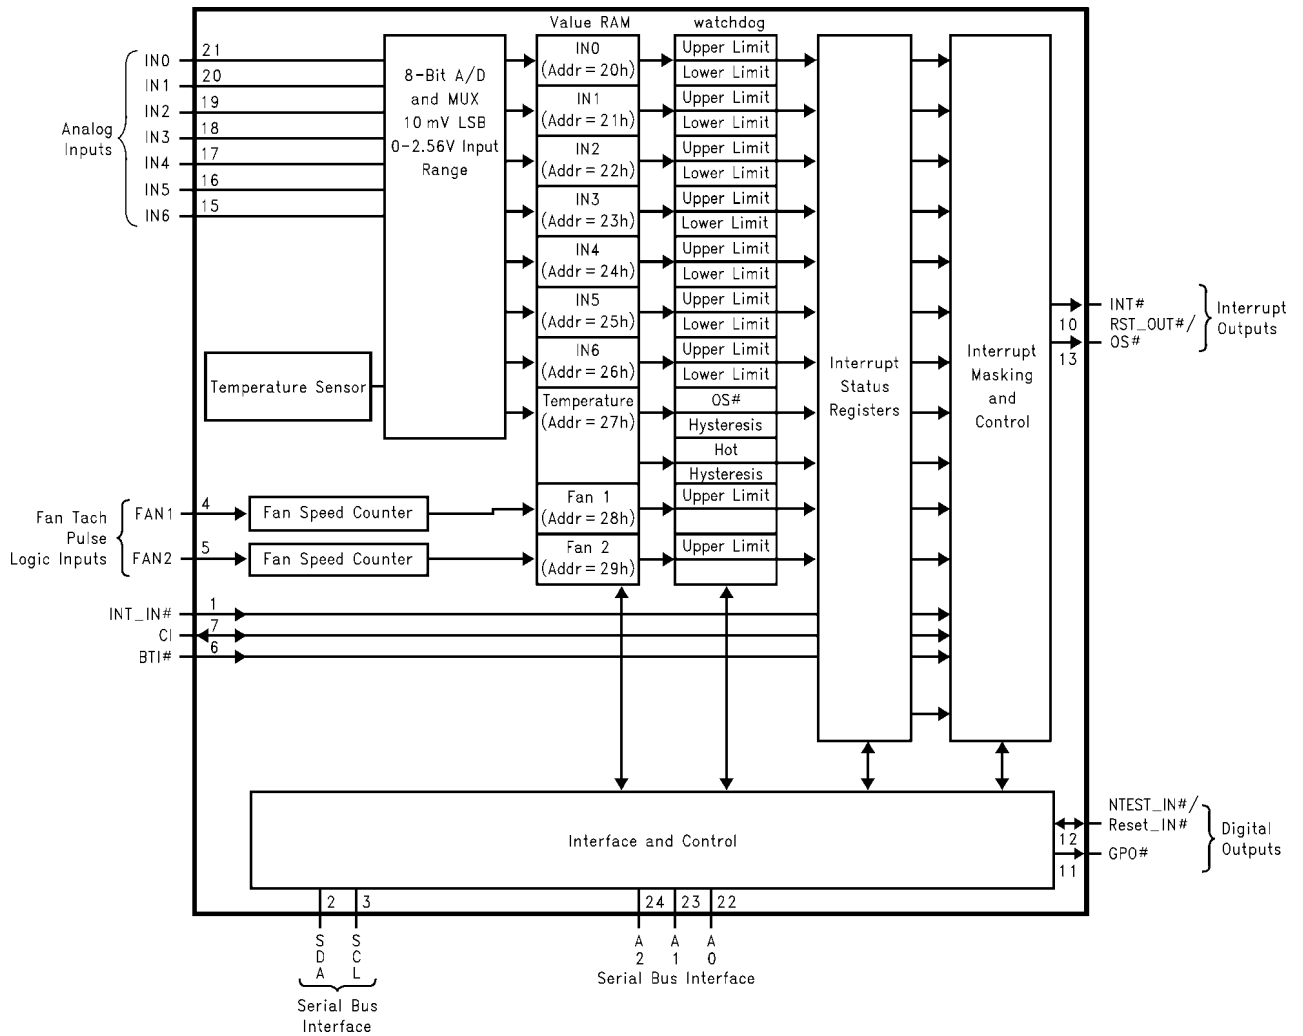 Value RAM
watchdog
Analog
Inputs
IN0
21
IN1
20
IN2
19
IN3
18
IN4
17
IN5
16
IN6
15
8-Bit A/D
and MUX
10 mV LSB
0-2.56V Input
Range
Temperature Sensor
IN0
(Addr = 20h)
IN1
(Addr = 21h)
IN2
(Addr = 22h)
IN3
(Addr = 23h)
IN4
(Addr = 24h)
IN5
(Addr = 25h)
IN6
(Addr = 26h)
Temperature
(Addr = 27h)
Fan 1
(Addr = 28h)
Fan 2
(Addr = 29h)
Upper Limit
Lower Limit
Upper Limit
Lower Limit
Upper Limit
Lower Limit
Upper Limit
Lower Limit
Upper Limit
Lower Limit
Upper Limit
Lower Limit
Upper Limit
Lower Limit
OS#
Hysteresis
Hot
Hysteresis
Upper Limit
Upper Limit
Interrupt
Status
Registers
Interrupt
Masking
and
Control
INT#
10
RST_OUT#/
OS#
13
Interrupt
Outputs
Fan Tach
Pulse
Logic Inputs
FAN1
4
Fan Speed Counter
FAN2
5
Fan Speed Counter
INT_IN#
1
CI
7
BTI#
6
Interface and Control
NTEST_IN#/
Reset_IN#
12
GPO#
11
Digital
Outputs
2
3
24
23
22
SDA
SCL
A2
A1
A0
Serial Bus Interface
Serial Bus
Interface